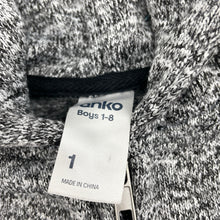 anko
Boys 1-8
1
MADE IN CHINA